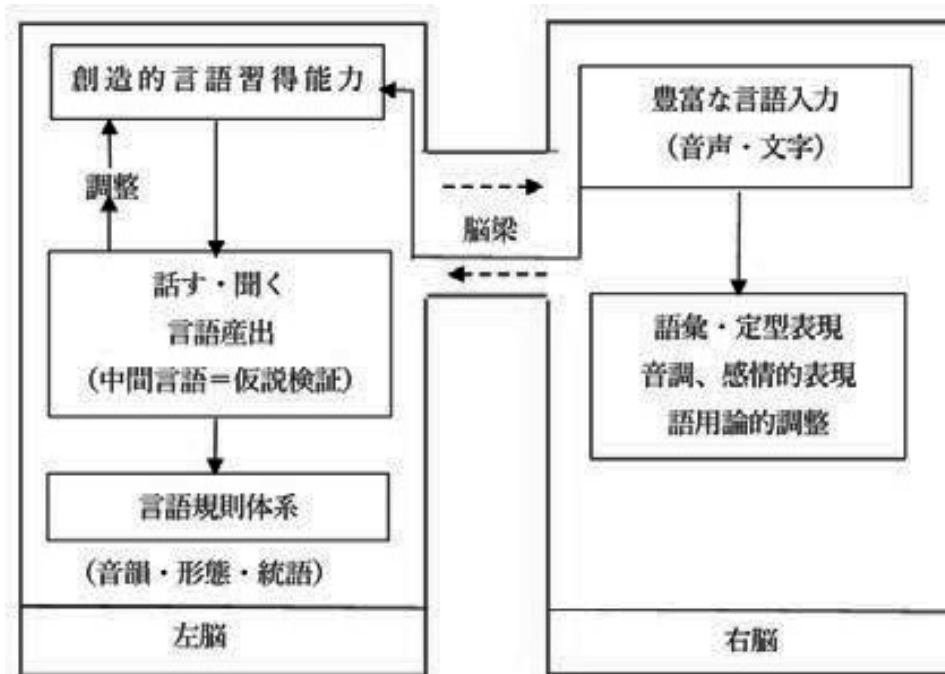 創造的言語習得能力
調整
話す・聞く
言語産出
（中間言語＝仮説検証）
言語規則体系
（音韻・形態・統語）
左脳
脳梁
豊富な言語入力
（音声・文字）
語彙・定型表現
音調、感情的表現
語用論的調整
右脳